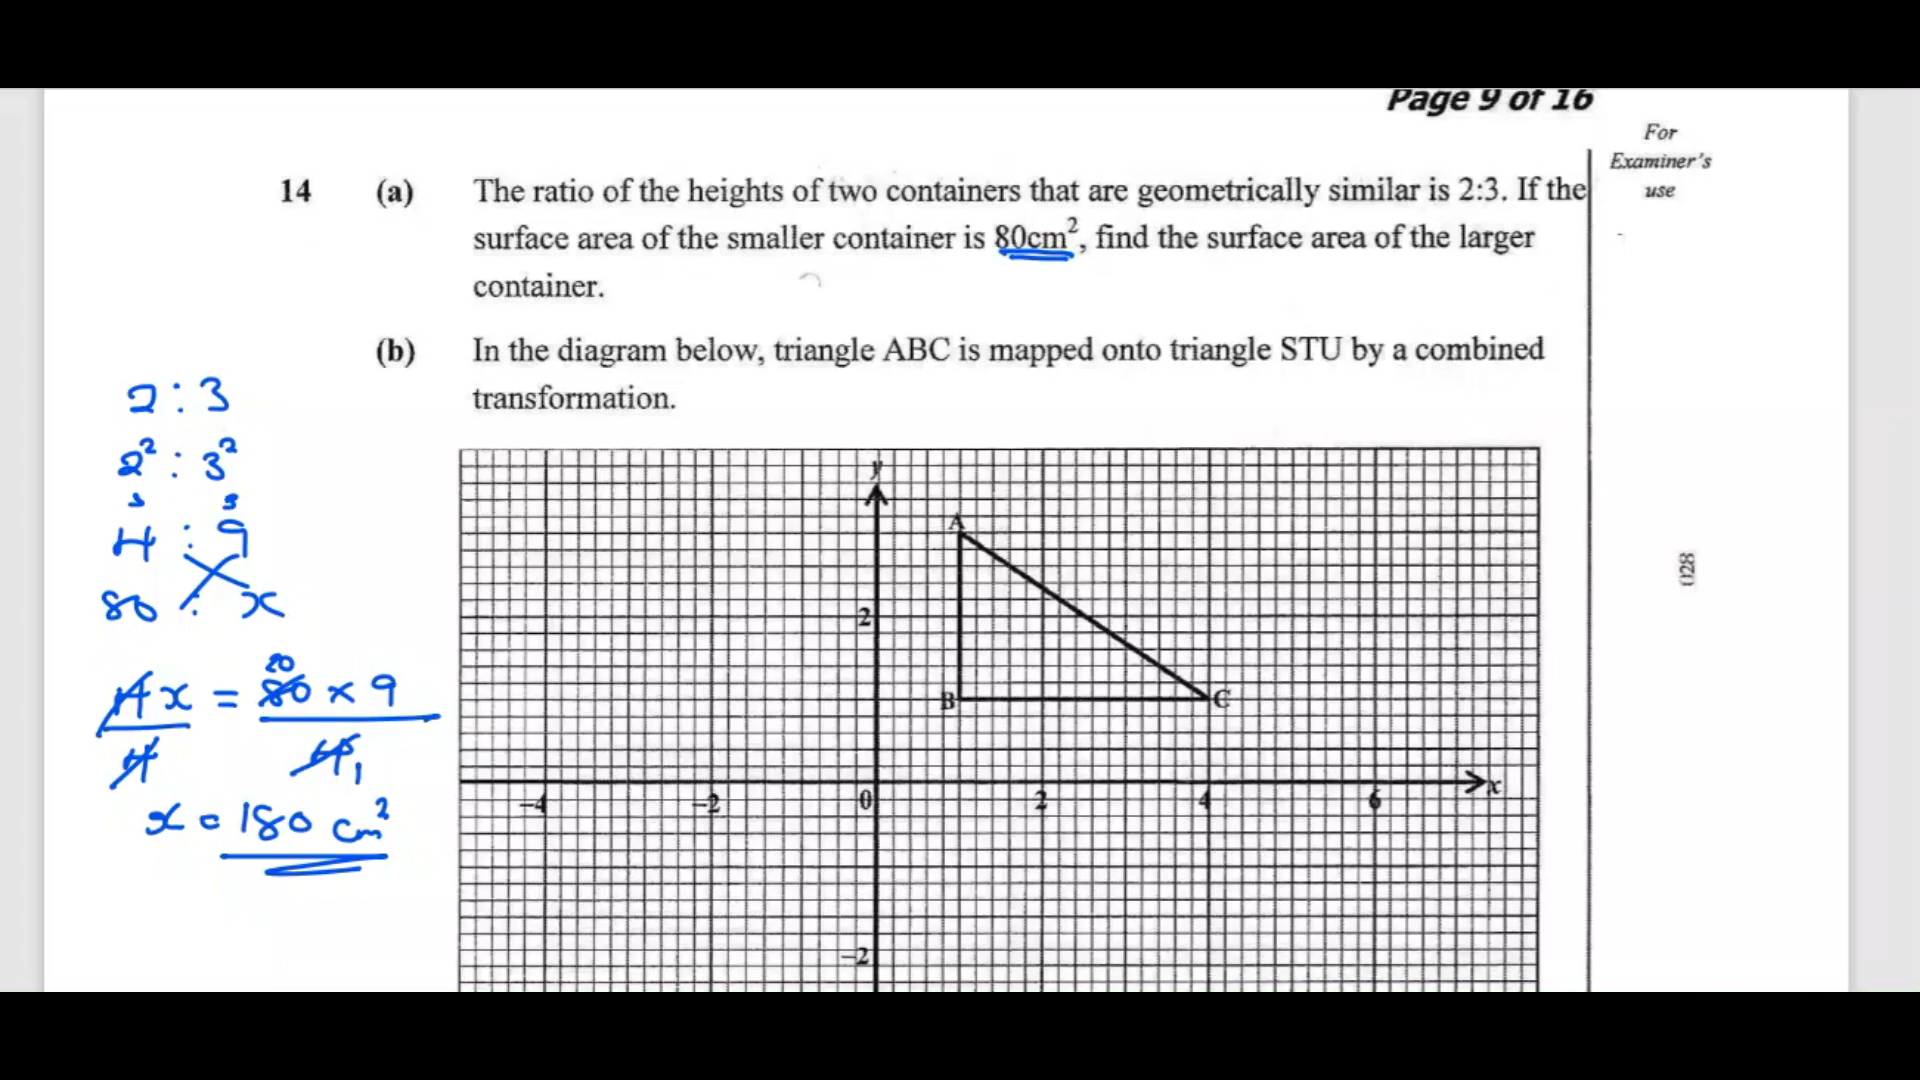 Page 9 of 16
For
Examiner's
use
14 (a) The ratio of the heights of two containers that are geometrically similar is 2:3. If the
surface area of the smaller container is 80cm², find the surface area of the larger
container.
(b) In the diagram below, triangle ABC is mapped onto triangle STU by a combined
transformation.
2 : 3
2² : 3²
4 : 9
80 : x
4x = 80 x 9
20
4 4 1
x = 180 cm²
y
A
2
B C
-4 -2 0 2 4 6 x
-2
028